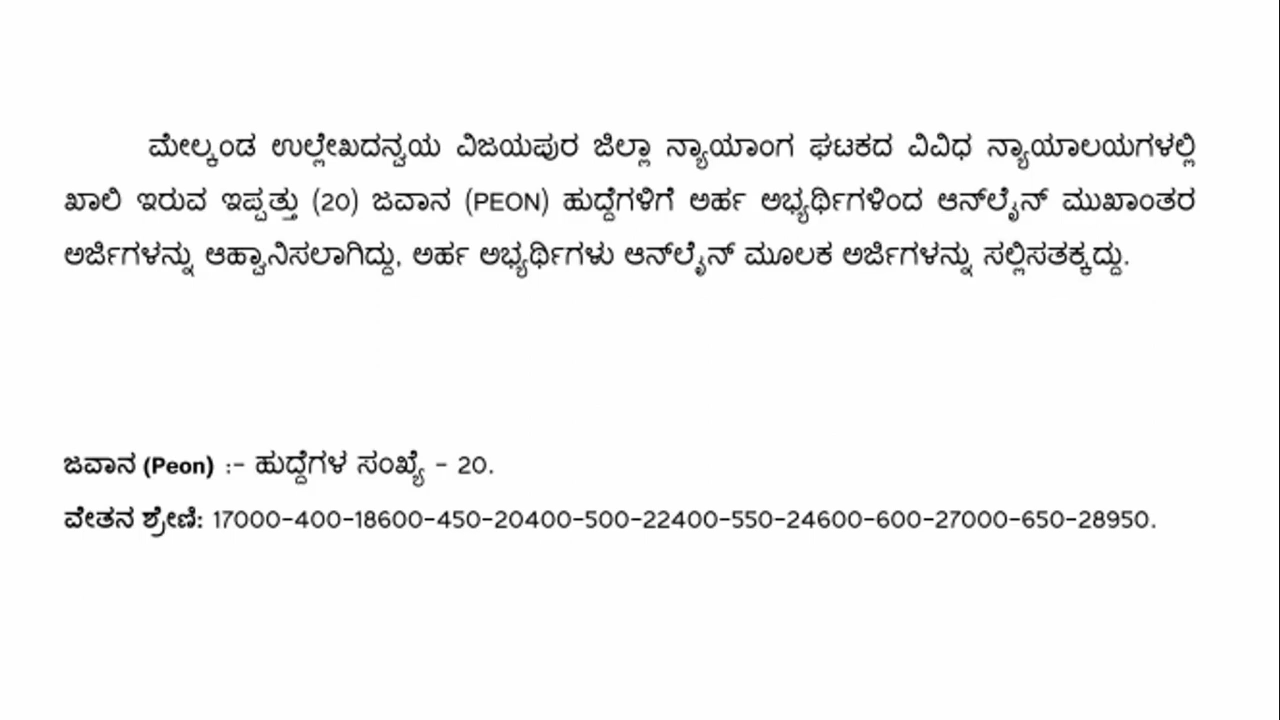 ಮೇಲ್ಕಂಡ ಉಲ್ಲೇಖದನ್ವಯ ವಿಜಯಪುರ ಜಿಲ್ಲಾ ನ್ಯಾಯಾಂಗ ಘಟಕದ ವಿವಿಧ ನ್ಯಾಯಾಲಯಗಳಲ್ಲಿ
ಖಾಲಿ ಇರುವ ಇಪ್ಪತ್ತು (20) ಜವಾನ (PEON) ಹುದ್ದೆಗಳಿಗೆ ಅರ್ಹ ಅಭ್ಯರ್ಥಿಗಳಿಂದ ಆನ್‌ಲೈನ್ ಮುಖಾಂತರ
ಅರ್ಜಿಗಳನ್ನು ಆಹ್ವಾನಿಸಲಾಗಿದ್ದು, ಅರ್ಹ ಅಭ್ಯರ್ಥಿಗಳು ಆನ್‌ಲೈನ್ ಮೂಲಕ ಅರ್ಜಿಗಳನ್ನು ಸಲ್ಲಿಸತಕ್ಕದ್ದು.
ಜವಾನ (Peon) :- ಹುದ್ದೆಗಳ ಸಂಖ್ಯೆ - 20.
ವೇತನ ಶ್ರೇಣಿ: 17000-400-18600-450-20400-500-22400-550-24600-600-27000-650-28950.